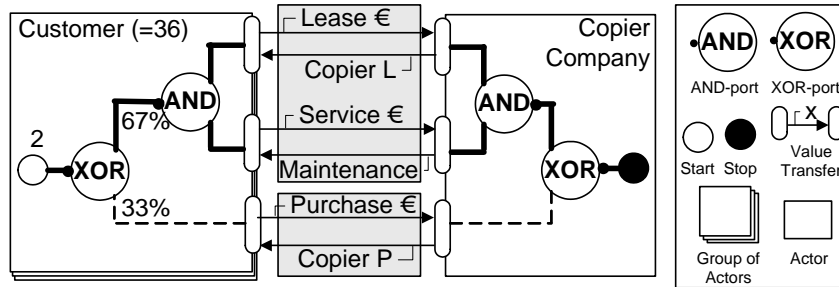 Customer (=36)
Lease €
Copier L
Copier
Company
AND
67%
AND
Service €
Maintenance
2
XOR
XOR
33%
Purchase €
Copier P
AND
XOR
AND-port
XOR-port
X
Start
Stop
Value
Transfer
Group of
Actors
Actor